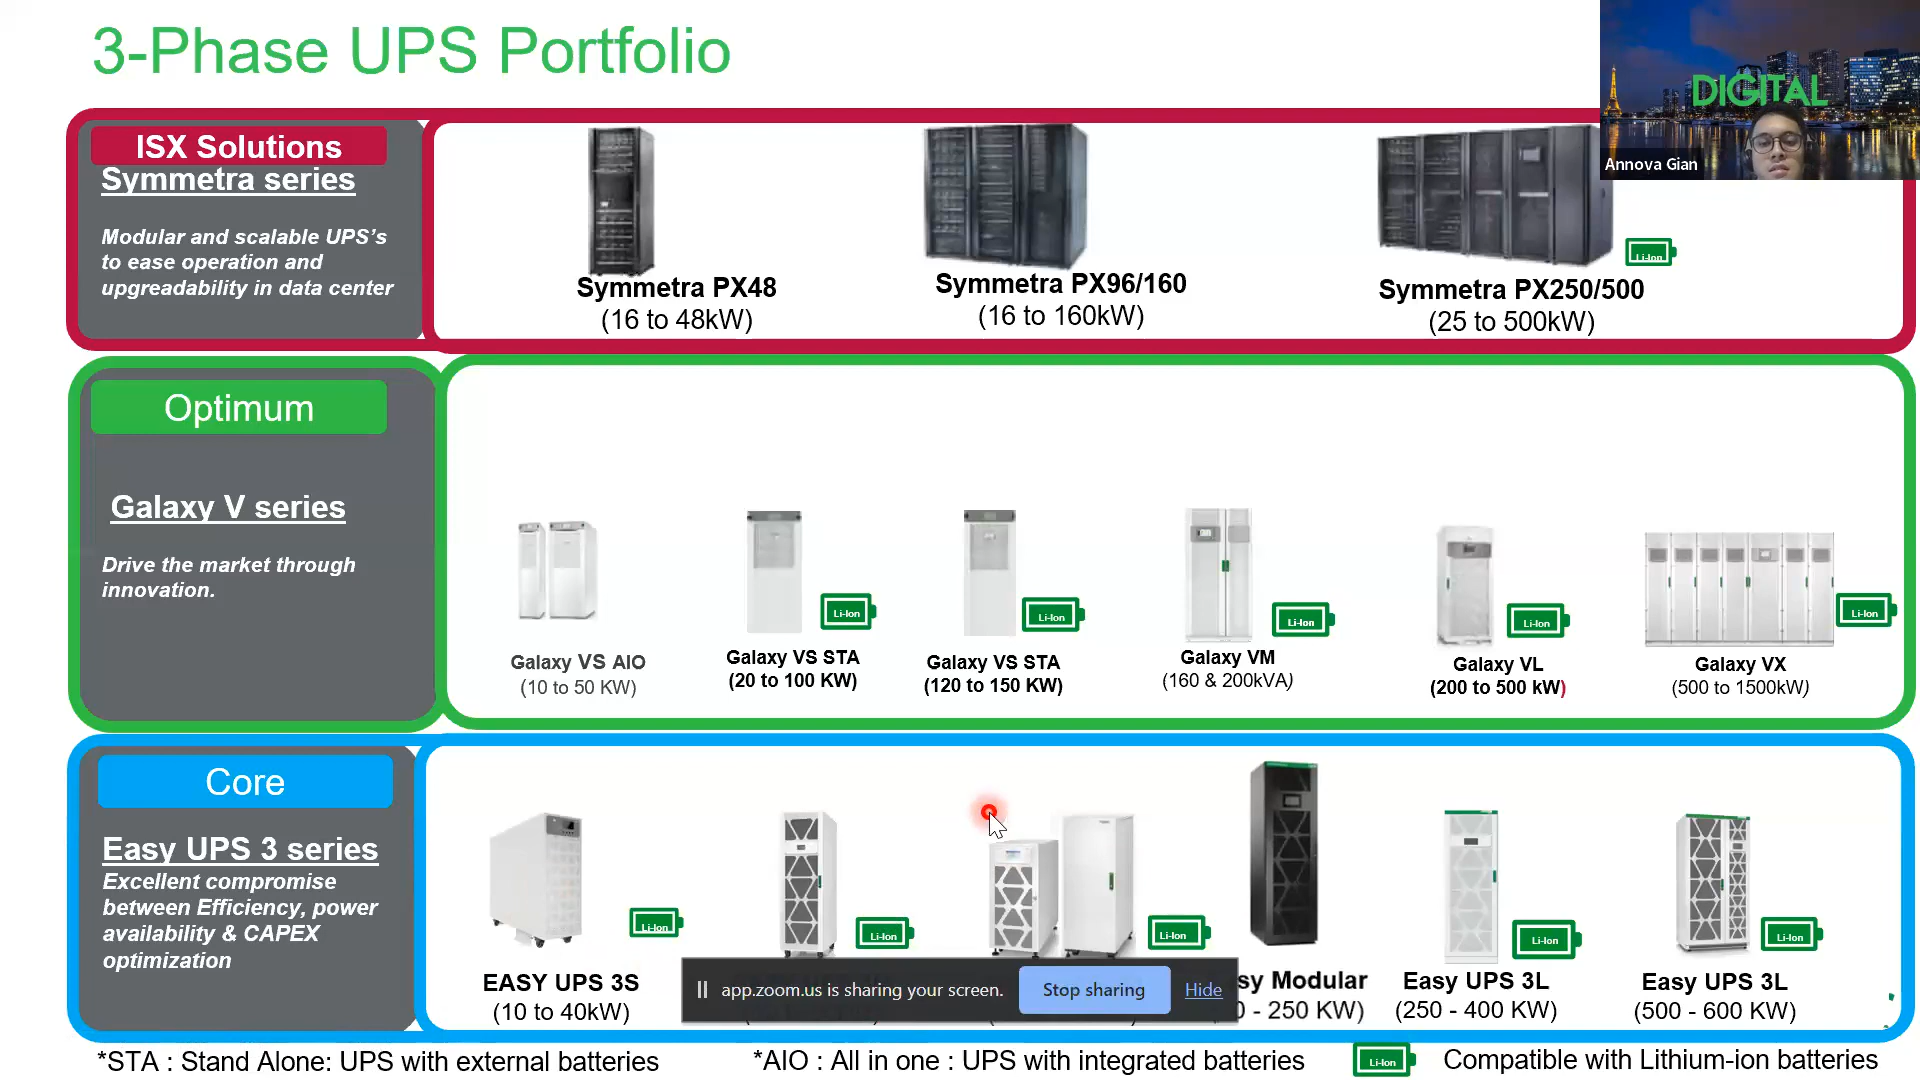 3-Phase UPS Portfolio
DIGITAL
Annova Gian
ISX Solutions
Symmetra series
Modular and scalable UPS's
to ease operation and
upgreadability in data center
Symmetra PX48
(16 to 48kW)
Symmetra PX96/160
(16 to 160kW)
Li-Ion
Symmetra PX250/500
(25 to 500kW)
Optimum
Galaxy V series
Drive the market through
innovation.
Galaxy VS AIO
(10 to 50 KW)
Li-Ion
Galaxy VS STA
(20 to 100 KW)
Li-Ion
Galaxy VS STA
(120 to 150 KW)
Li-Ion
Galaxy VM
(160 & 200kVA)
Li-Ion
Galaxy VL
(200 to 500 kW)
Li-Ion
Galaxy VX
(500 to 1500kW)
Core
Easy UPS 3 series
Excellent compromise
between Efficiency, power
availability & CAPEX
optimization
Li-Ion
EASY UPS 3S
(10 to 40kW)
Li-Ion
Li-Ion
app.zoom.us is sharing your screen.
Stop sharing
Hide
sy Modular
0 - 250 KW)
Li-Ion
Easy UPS 3L
(250 - 400 KW)
Li-Ion
Easy UPS 3L
(500 - 600 KW)
*STA : Stand Alone: UPS with external batteries
*AIO : All in one : UPS with integrated batteries
Li-Ion
Compatible with Lithium-ion batteries